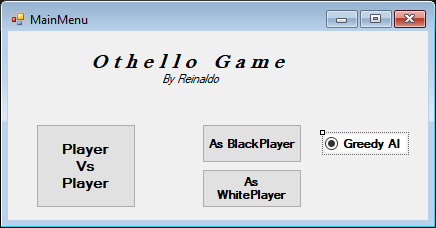 MainMenu
Othello Game
By Reinaldo
Player
Vs
Player
As BlackPlayer
As
WhitePlayer
Greedy AI